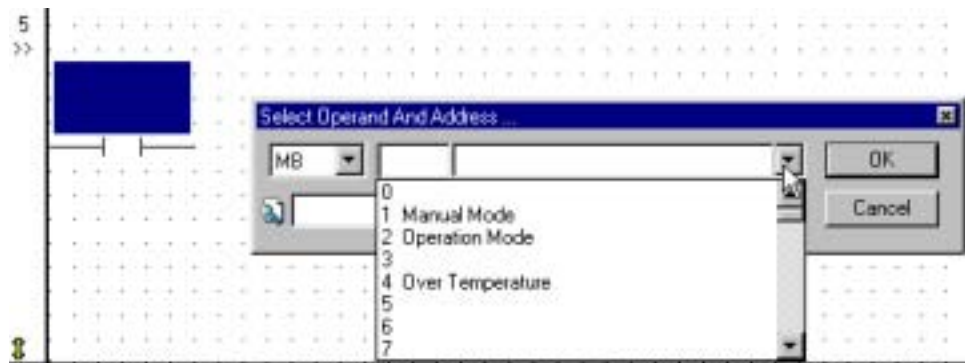 5
>>
Select Operand And Address ...
MB
OK
Cancel
0
1 Manual Mode
2 Operation Mode
3
4 Over Temperature
5
6
7